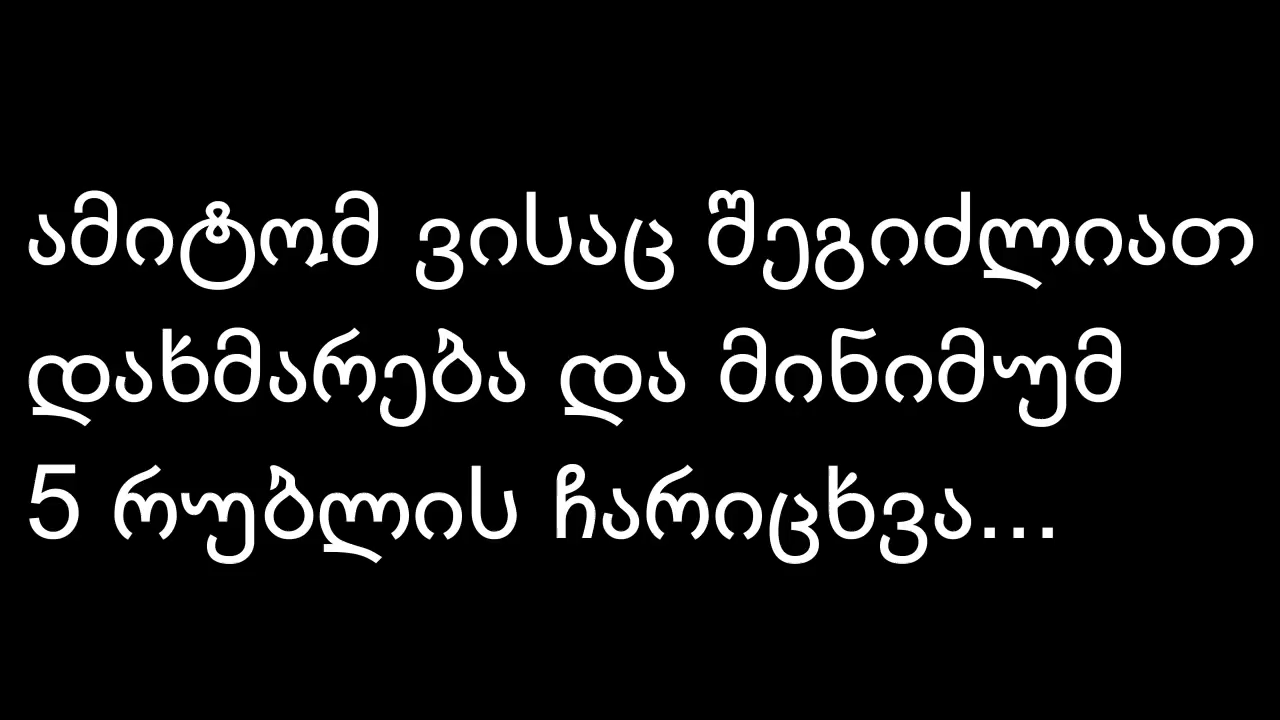 ამიტომ ვისაც შეგიძლიათ
დახმარება და მინიმუმ
5 რუბლის ჩარიცხვა...